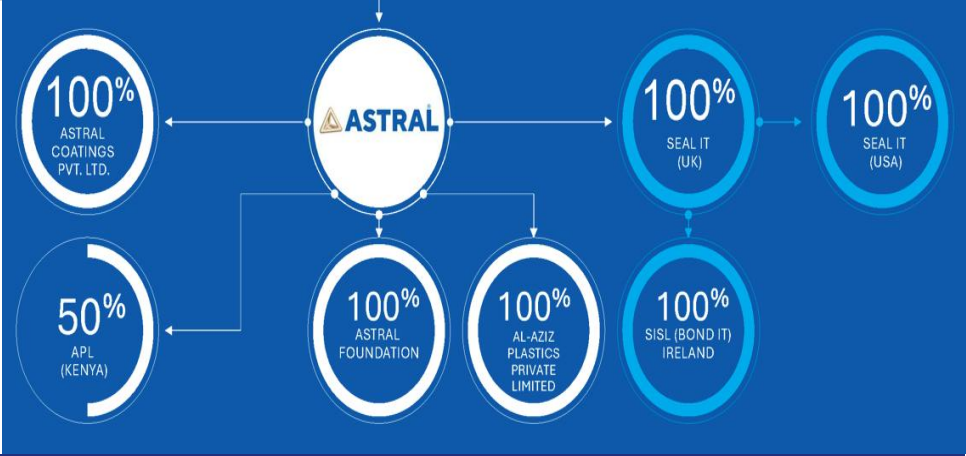 100%
ASTRAL
COATINGS
PVT. LTD.
ASTRAL
100%
SEAL IT
(UK)
100%
SEAL IT
(USA)
50%
APL
(KENYA)
100%
ASTRAL
FOUNDATION
100%
AL-AZIZ
PLASTICS
PRIVATE
LIMITED
100%
SISL (BOND IT)
IRELAND